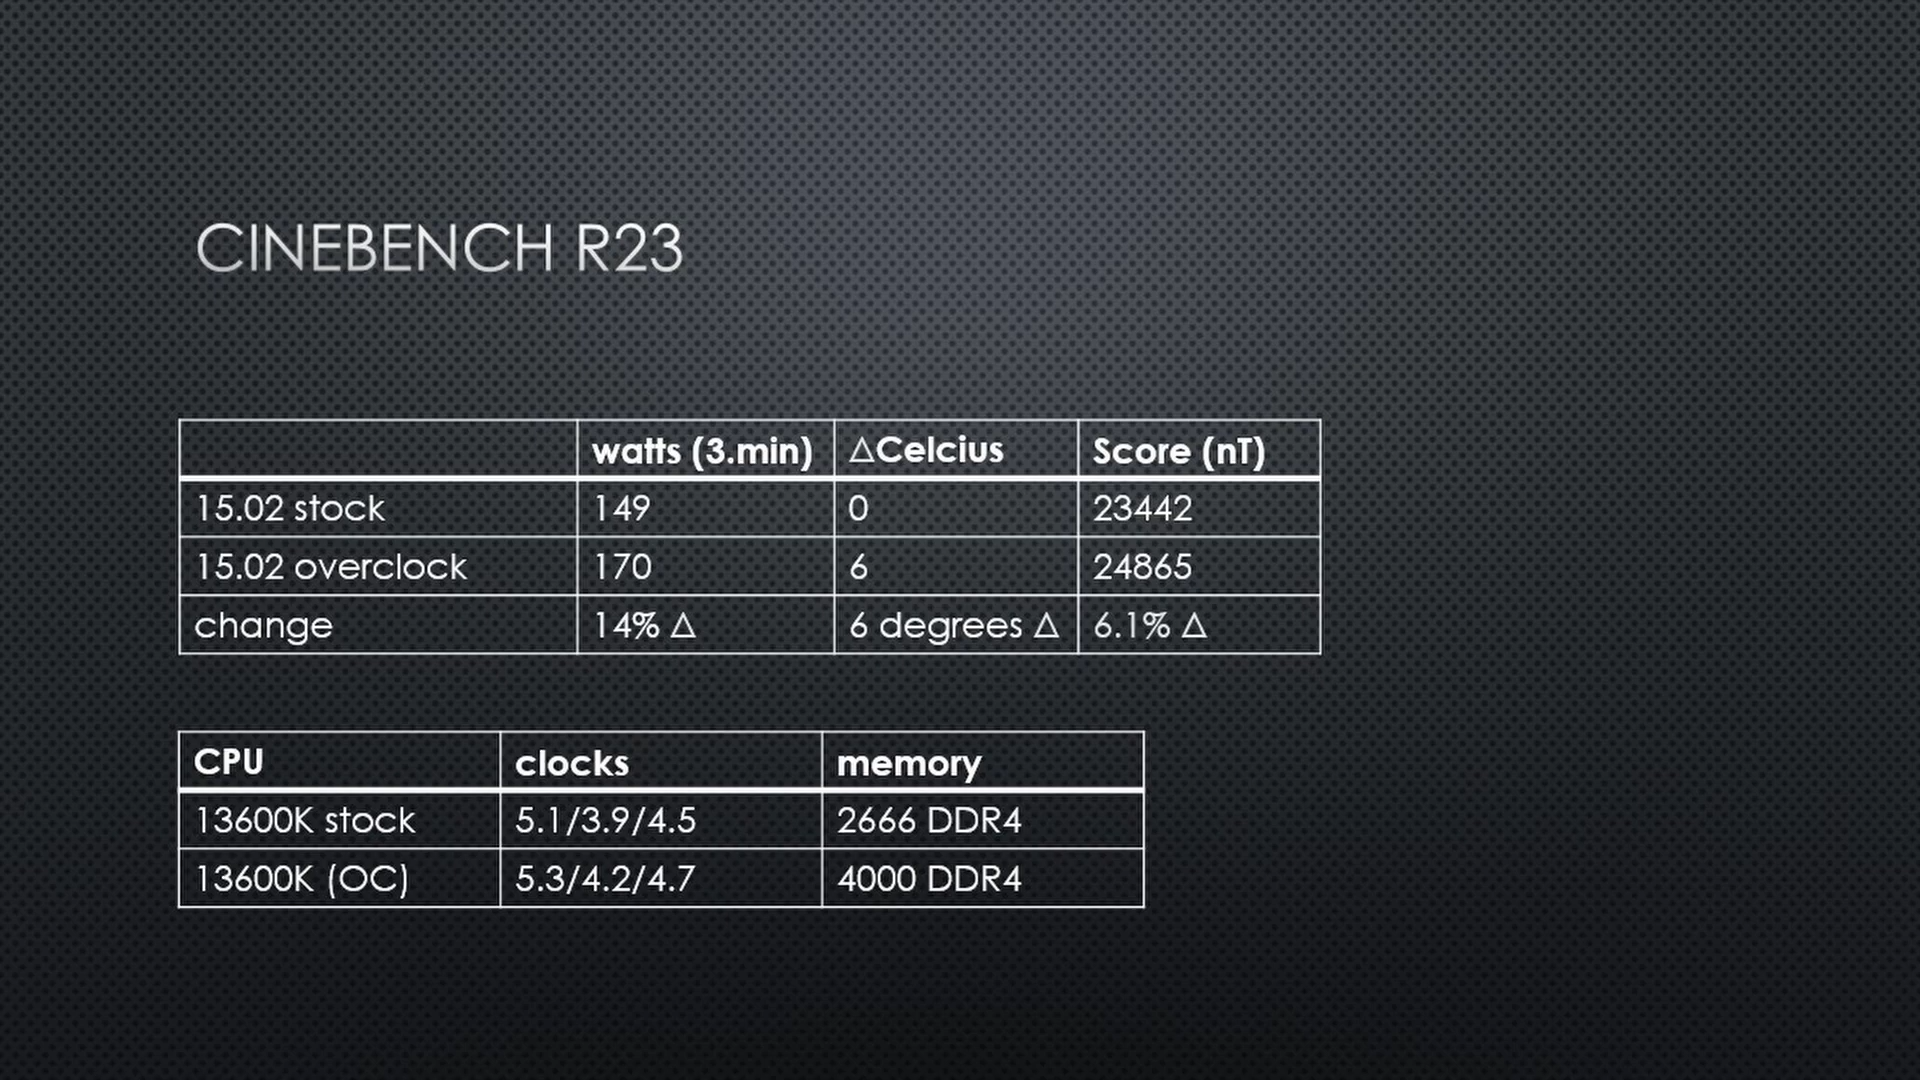 CINEBENCH R23
watts (3.min) △Celcius Score (nT)
15.02 stock 149 0 23442
15.02 overclock 170 6 24865
change 14% △ 6 degrees △ 6.1% △
CPU clocks memory
13600K stock 5.1/3.9/4.5 2666 DDR4
13600K (OC) 5.3/4.2/4.7 4000 DDR4